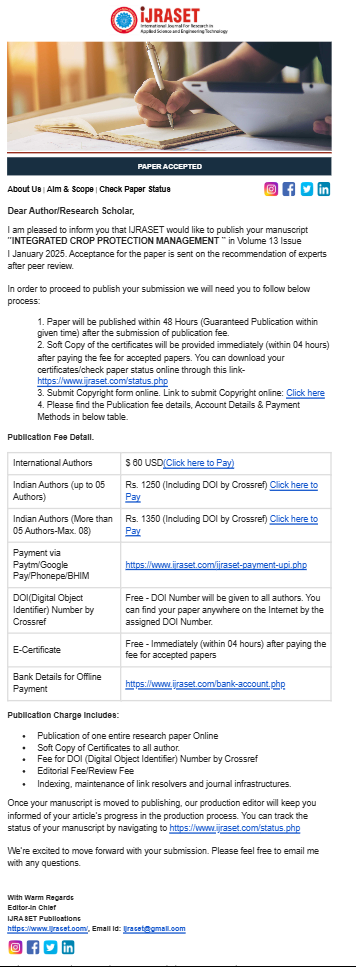 iJRASET
International Journal For Research in
Applied Science and Engineering Technology
PAPER ACCEPTED
About Us | Aim & Scope | Check Paper Status
Dear Author/Research Scholar,
I am pleased to inform you that IJRASET would like to publish your manuscript
"INTEGRATED CROP PROTECTION MANAGEMENT " in Volume 13 Issue
I January 2025. Acceptance for the paper is sent on the recommendation of experts
after peer review.
In order to proceed to publish your submission we will need you to follow below
process:
1. Paper will be published within 48 Hours (Guaranteed Publication within
given time) after the submission of publication fee.
2. Soft Copy of the certificates will be provided immediately (within 04 hours)
after paying the fee for accepted papers. You can download your
certificates/check paper status online through this link-
https://www.ijraset.com/status.php
3. Submit Copyright form online. Link to submit Copyright online: Click here
4. Please find the Publication fee details, Account Details & Payment
Methods in below table.
Publication Fee Detail.
International Authors
$ 60 USD(Click here to Pay)
Indian Authors (up to 05
Authors)
Rs. 1250 (Including DOI by Crossref) Click here to
Pay
Indian Authors (More than
05 Authors-Max. 08)
Rs. 1350 (Including DOI by Crossref) Click here to
Pay
Payment via
Paytm/Google
Pay/Phonepe/BHIM
https://www.ijraset.com/ijraset-payment-upi.php
DOI(Digital Object
Identifier) Number by
Crossref
Free - DOI Number will be given to all authors. You
can find your paper anywhere on the Internet by the
assigned DOI Number.
E-Certificate
Free - Immediately (within 04 hours) after paying the
fee for accepted papers
Bank Details for Offline
Payment
https://www.ijraset.com/bank-account.php
Publication Charge Includes:
• Publication of one entire research paper Online
• Soft Copy of Certificates to all author.
• Fee for DOI (Digital Object Identifier) Number by Crossref
• Editorial Fee/Review Fee
• Indexing, maintenance of link resolvers and journal infrastructures.
Once your manuscript is moved to publishing, our production editor will keep you
informed of your article's progress in the production process. You can track the
status of your manuscript by navigating to https://www.ijraset.com/status.php
We're excited to move forward with your submission. Please feel free to email me
with any questions.
With Warm Regards
Editor-In Chief
IJRASET Publications
https://www.ijraset.com/, Email Id: ijraset@gmail.com